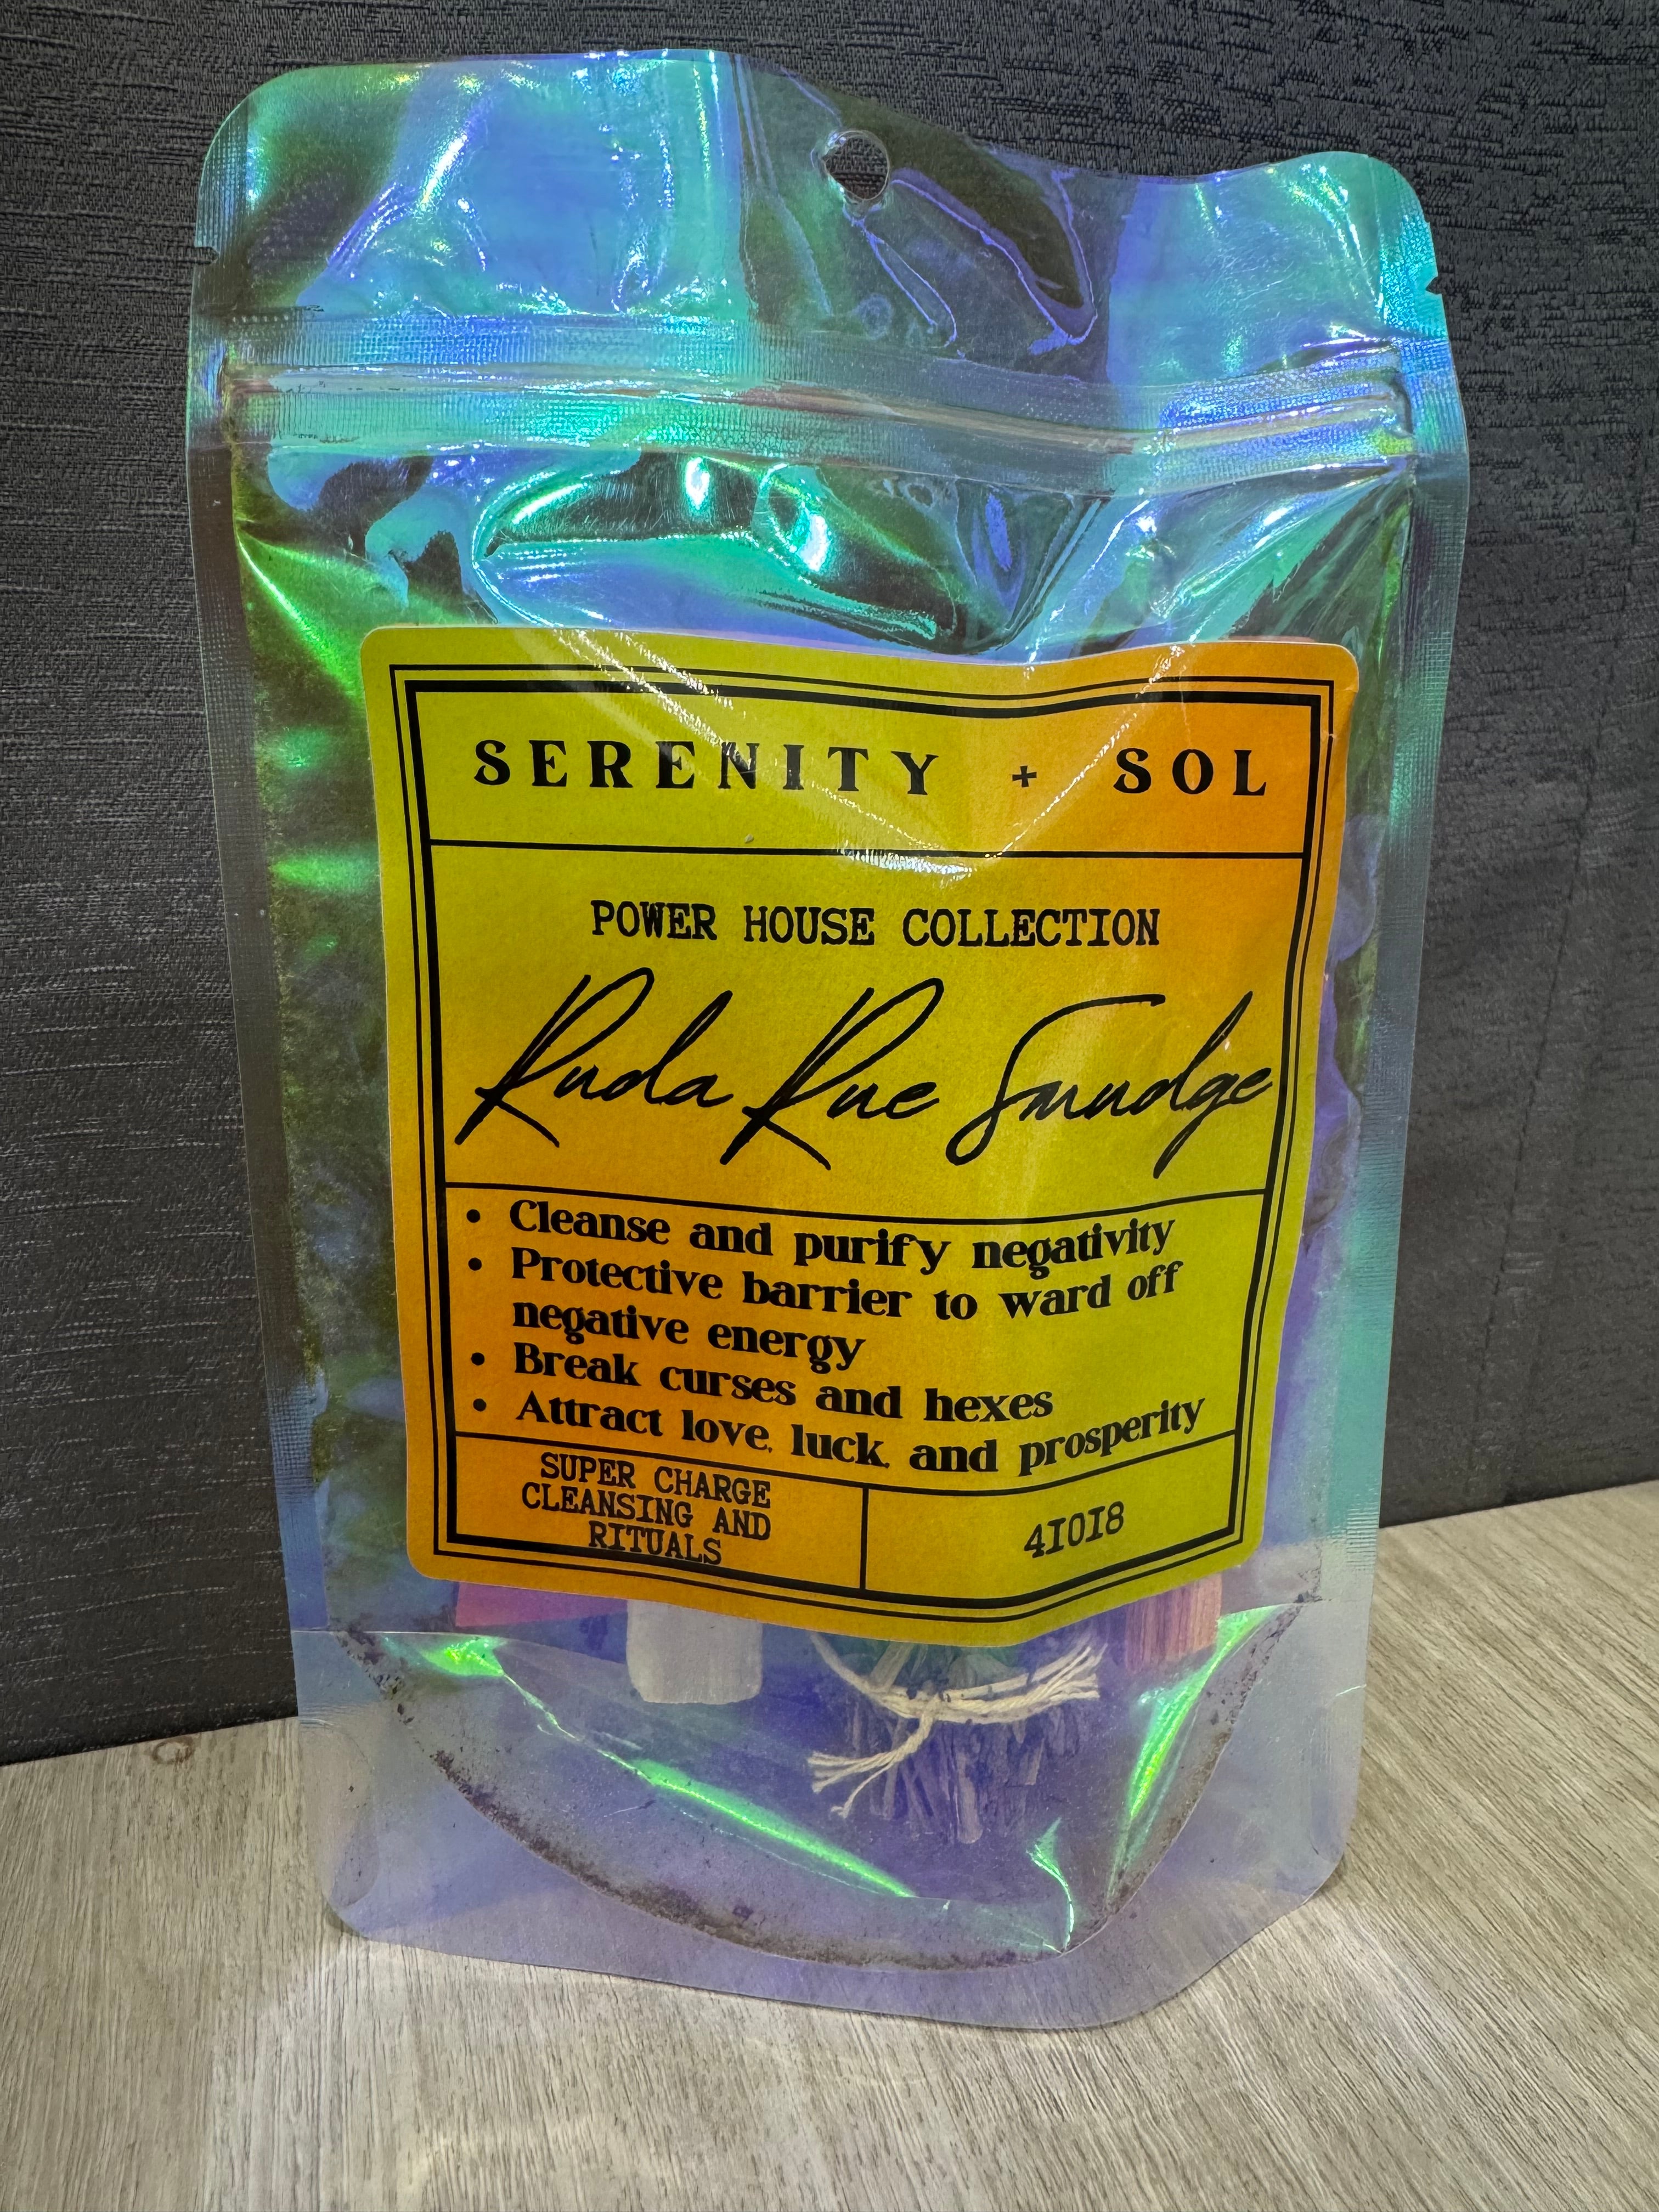 SERENITY + SOL
POWER HOUSE COLLECTION
Ruda Rue Smudge
• Cleanse and purify negativity
• Protective barrier to ward off
negative energy
• Break curses and hexes
• Attract love, luck, and prosperity
SUPER CHARGE
CLEANSING AND
RITUALS
41018